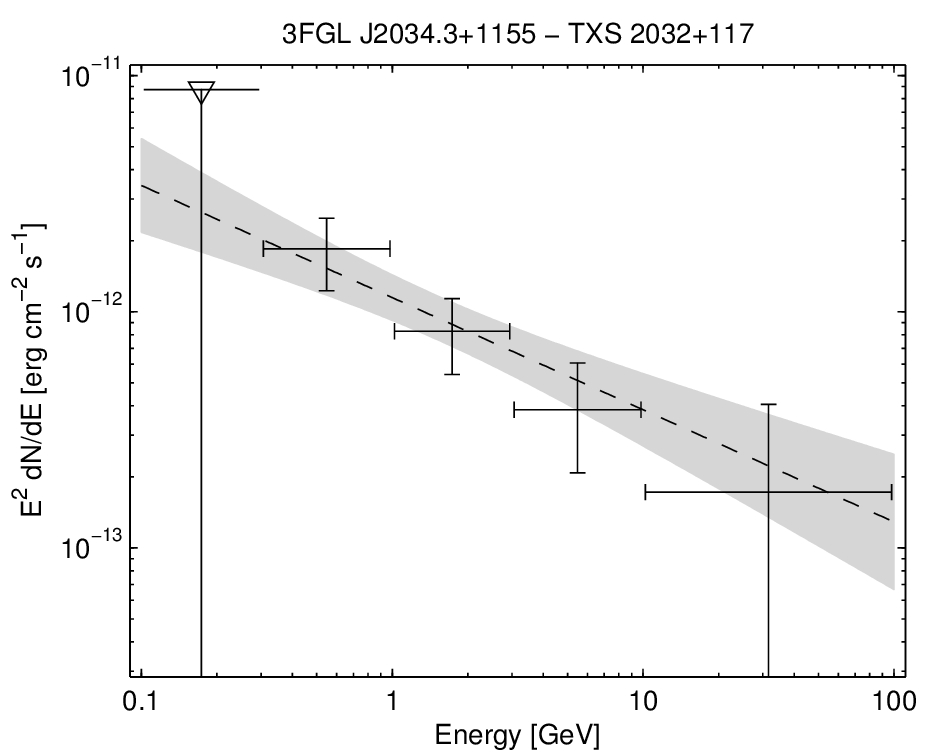 3FGL J2034.3+1155 − TXS 2032+117
10⁻¹¹
10⁻¹²
10⁻¹³
E² dN/dE [erg cm⁻² s⁻¹]
0.1 1 10 100
Energy [GeV]